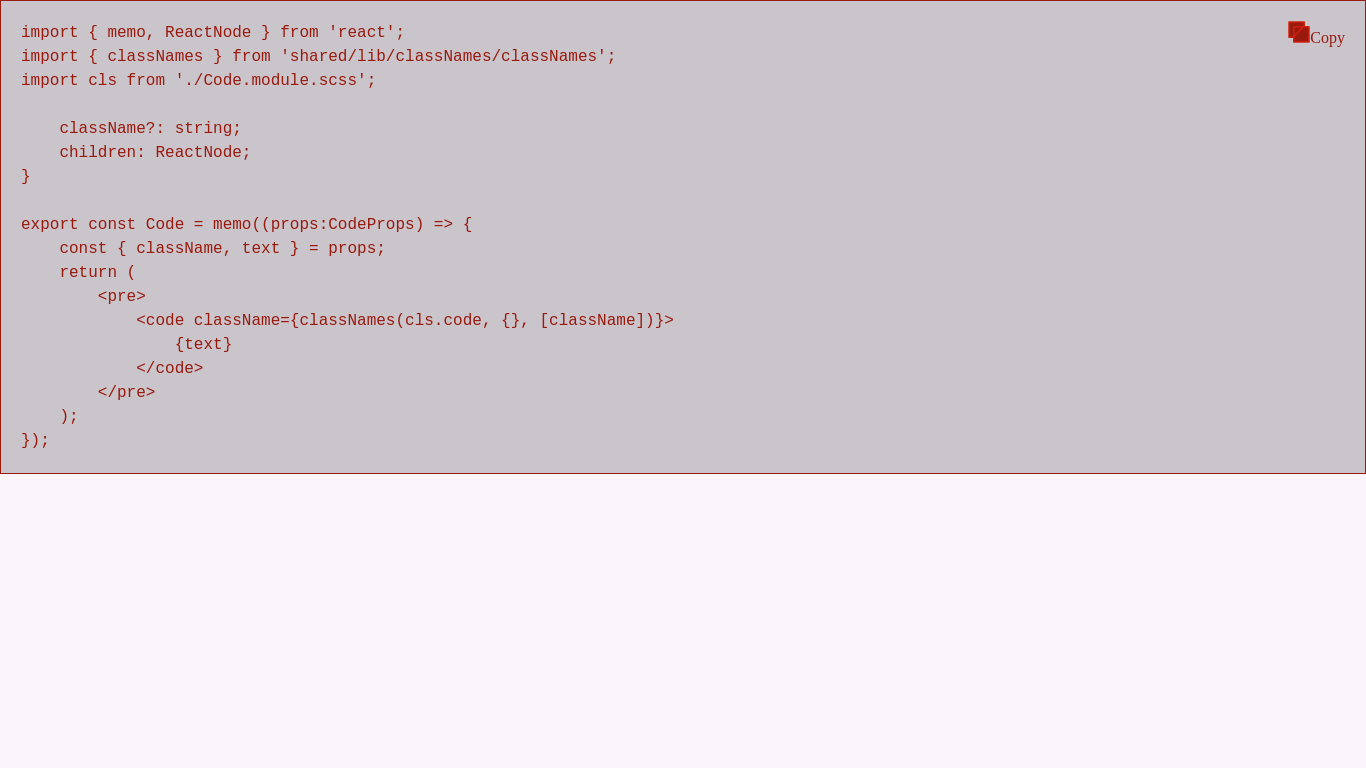 import { memo, ReactNode } from 'react';
Copy
import { classNames } from 'shared/lib/classNames/classNames';
import cls from './Code.module.scss';

    className?: string;
    children: ReactNode;
}

export const Code = memo((props:CodeProps) => {
    const { className, text } = props;
    return (
        <pre>
            <code className={classNames(cls.code, {}, [className])}>
                {text}
            </code>
        </pre>
    );
});